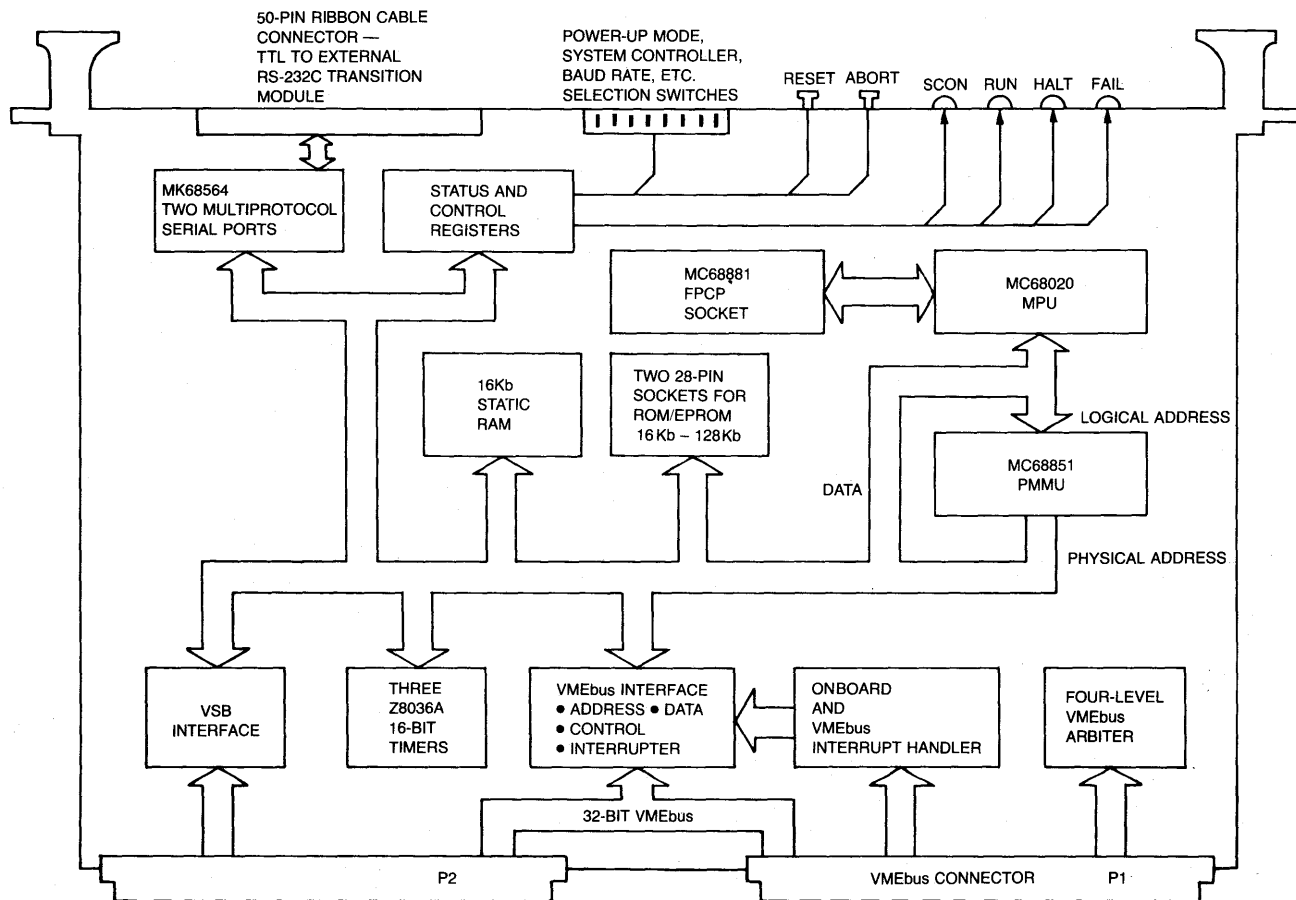 50-PIN RIBBON CABLE
CONNECTOR —
TTL TO EXTERNAL
RS-232C TRANSITION
MODULE
POWER-UP MODE,
SYSTEM CONTROLLER,
BAUD RATE, ETC.
SELECTION SWITCHES
RESET ABORT
SCON RUN HALT FAIL
MK68564
TWO MULTIPROTOCOL
SERIAL PORTS
STATUS AND
CONTROL
REGISTERS
MC68881
FPCP
SOCKET
MC68020
MPU
16Kb
STATIC
RAM
TWO 28-PIN
SOCKETS FOR
ROM/EPROM
16Kb – 128Kb
LOGICAL ADDRESS
DATA
MC68851
PMMU
PHYSICAL ADDRESS
VSB
INTERFACE
THREE
Z8036A
16-BIT
TIMERS
VMEbus INTERFACE
● ADDRESS ● DATA
● CONTROL
● INTERRUPTER
ONBOARD
AND
VMEbus
INTERRUPT HANDLER
FOUR-LEVEL
VMEbus
ARBITER
32-BIT VMEbus
P2
VMEbus CONNECTOR
P1